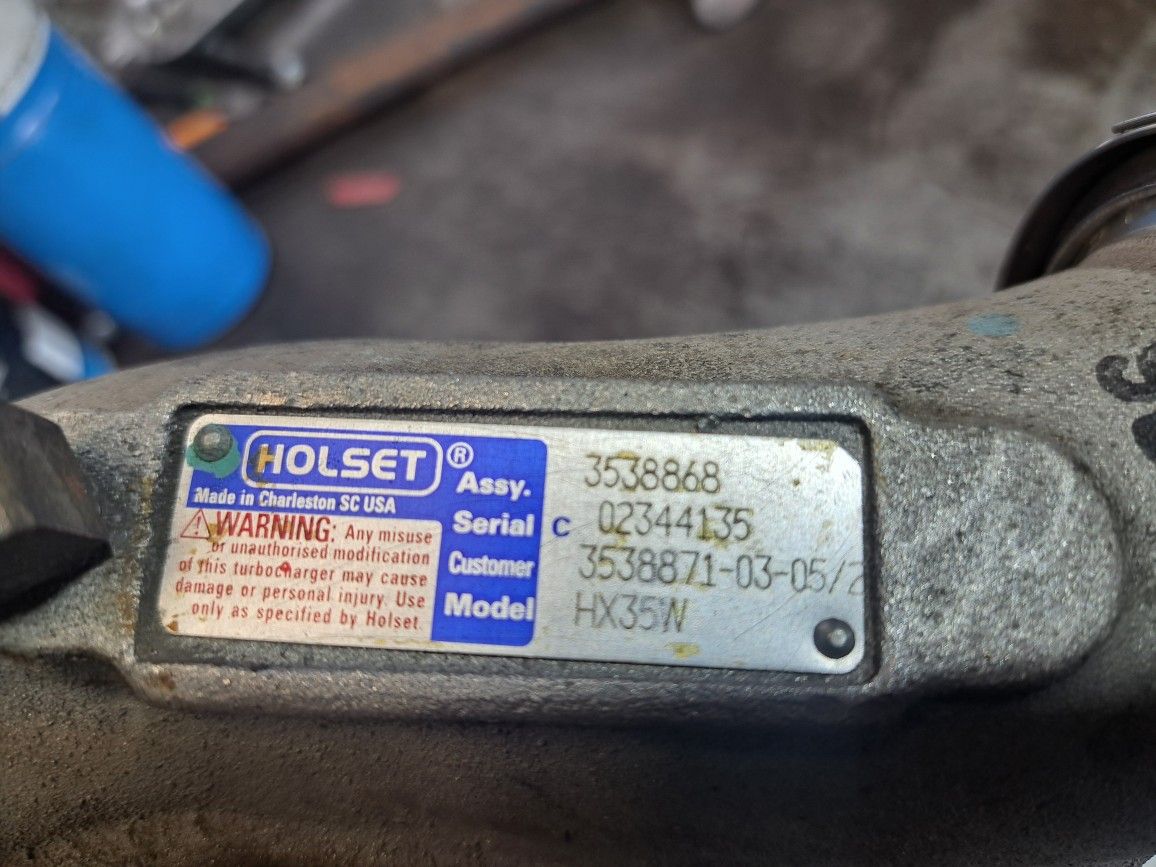 HOLSET®
Made in Charleston SC USA
WARNING: Any misuse
or unauthorised modification
of this turbocharger may cause
damage or personal injury. Use
only as specified by Holset.
Assy. 3538868
Serial C 02344135
Customer 3538871-03-05/2
Model HX35W